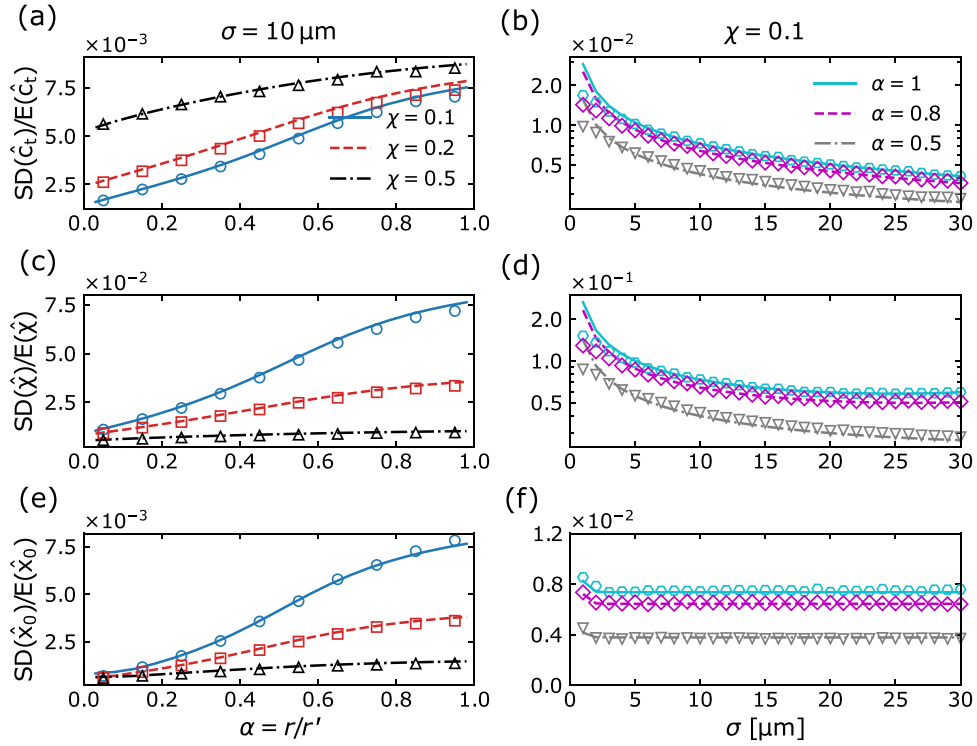 (a)
×10⁻³
σ = 10 μm
SD(ĉₜ)/E(ĉₜ)
7.5
5.0
2.5
χ = 0.1
χ = 0.2
χ = 0.5
0.0 0.2 0.4 0.6 0.8 1.0
(b)
×10⁻²
χ = 0.1
2.0
1.0
0.5
α = 1
α = 0.8
α = 0.5
0 5 10 15 20 25 30
(c)
×10⁻²
SD(χ̂)/E(χ̂)
7.5
5.0
2.5
0.0 0.2 0.4 0.6 0.8 1.0
(d)
×10⁻¹
2.0
1.0
0.5
0 5 10 15 20 25 30
(e)
×10⁻³
SD(x̂₀)/E(x̂₀)
7.5
5.0
2.5
0.0 0.2 0.4 0.6 0.8 1.0
α = r/r′
(f)
×10⁻²
1.2
0.8
0.4
0.0
0 5 10 15 20 25 30
σ [μm]